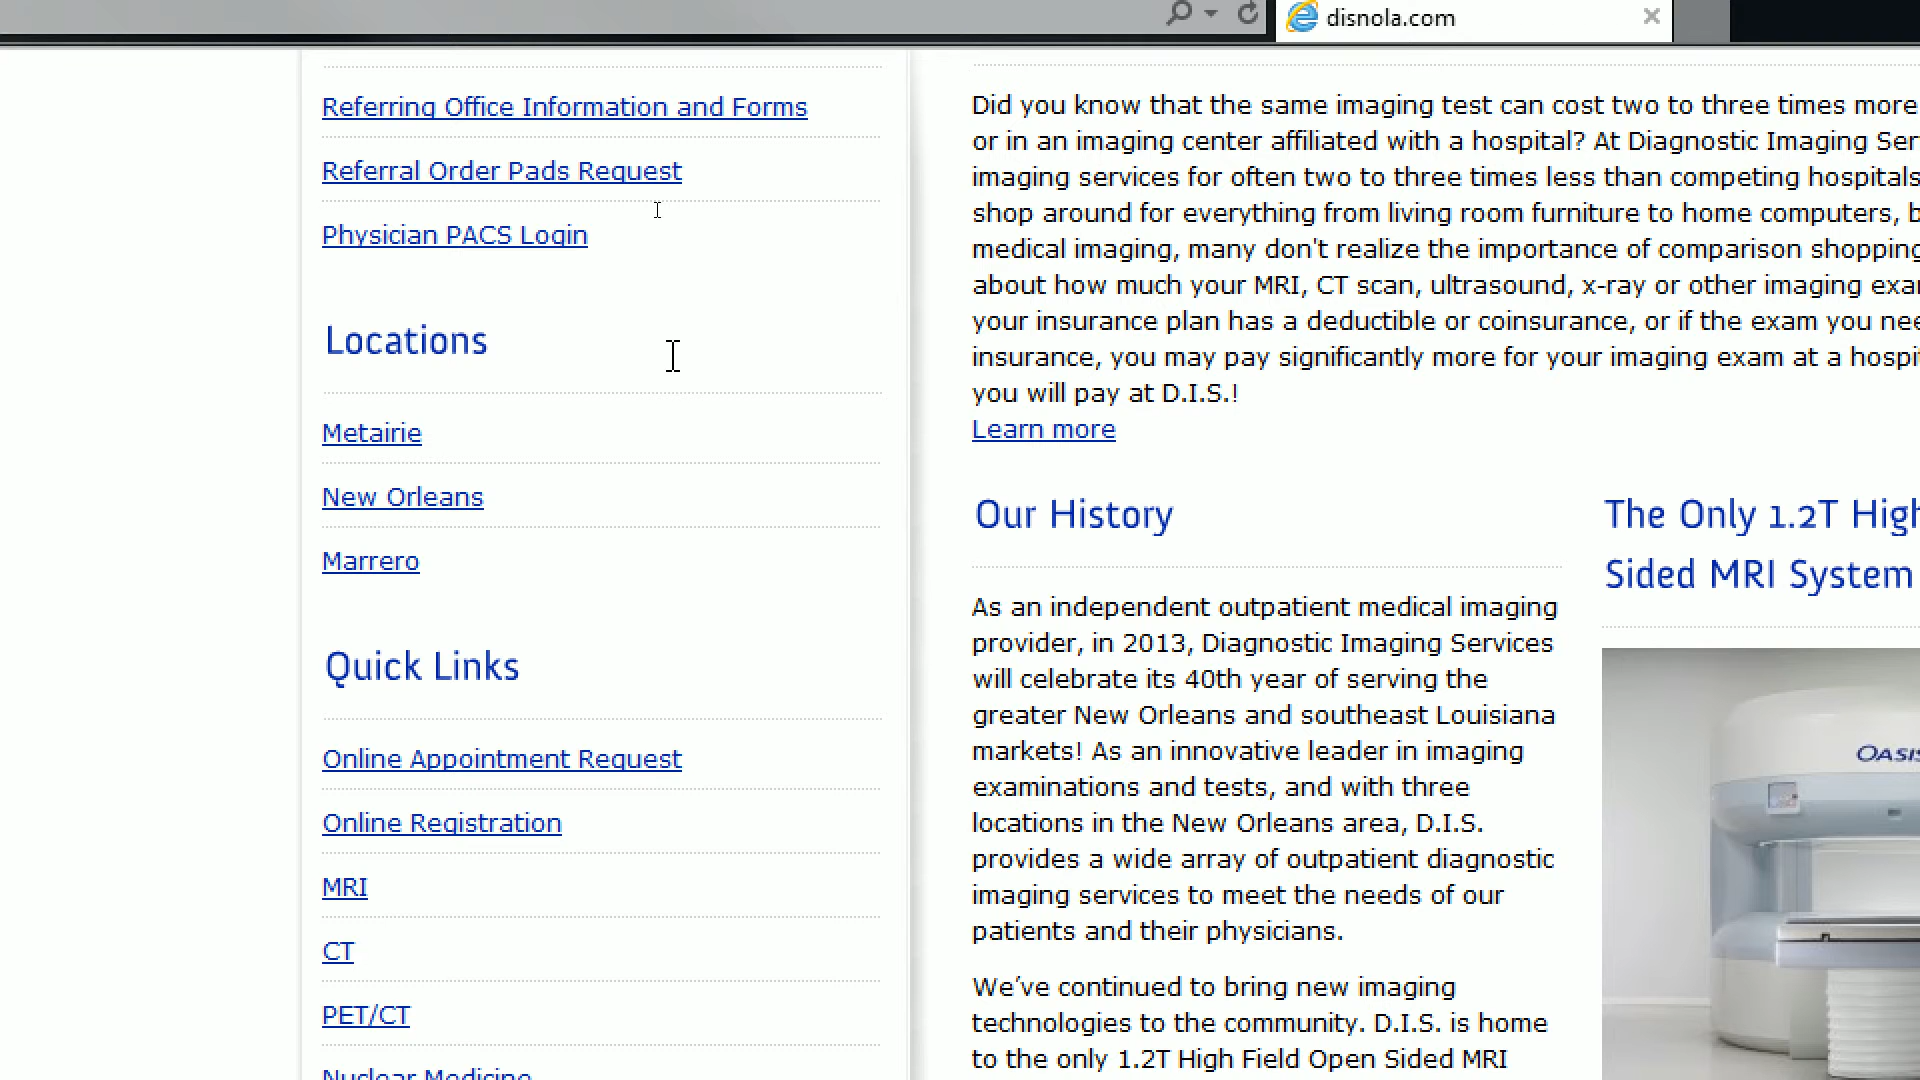 disnola.com
Referring Office Information and Forms
Referral Order Pads Request
Physician PACS Login
Locations
Metairie
New Orleans
Marrero
Quick Links
Online Appointment Request
Online Registration
MRI
CT
PET/CT
Nuclear Medicine
Did you know that the same imaging test can cost two to three times more
or in an imaging center affiliated with a hospital? At Diagnostic Imaging Ser
imaging services for often two to three times less than competing hospitals
shop around for everything from living room furniture to home computers, b
medical imaging, many don't realize the importance of comparison shopping
about how much your MRI, CT scan, ultrasound, x-ray or other imaging exa
your insurance plan has a deductible or coinsurance, or if the exam you nee
insurance, you may pay significantly more for your imaging exam at a hospi
you will pay at D.I.S.!
Learn more
Our History
As an independent outpatient medical imaging
provider, in 2013, Diagnostic Imaging Services
will celebrate its 40th year of serving the
greater New Orleans and southeast Louisiana
markets! As an innovative leader in imaging
examinations and tests, and with three
locations in the New Orleans area, D.I.S.
provides a wide array of outpatient diagnostic
imaging services to meet the needs of our
patients and their physicians.
We've continued to bring new imaging
technologies to the community. D.I.S. is home
to the only 1.2T High Field Open Sided MRI
The Only 1.2T High
Sided MRI System
OASIS